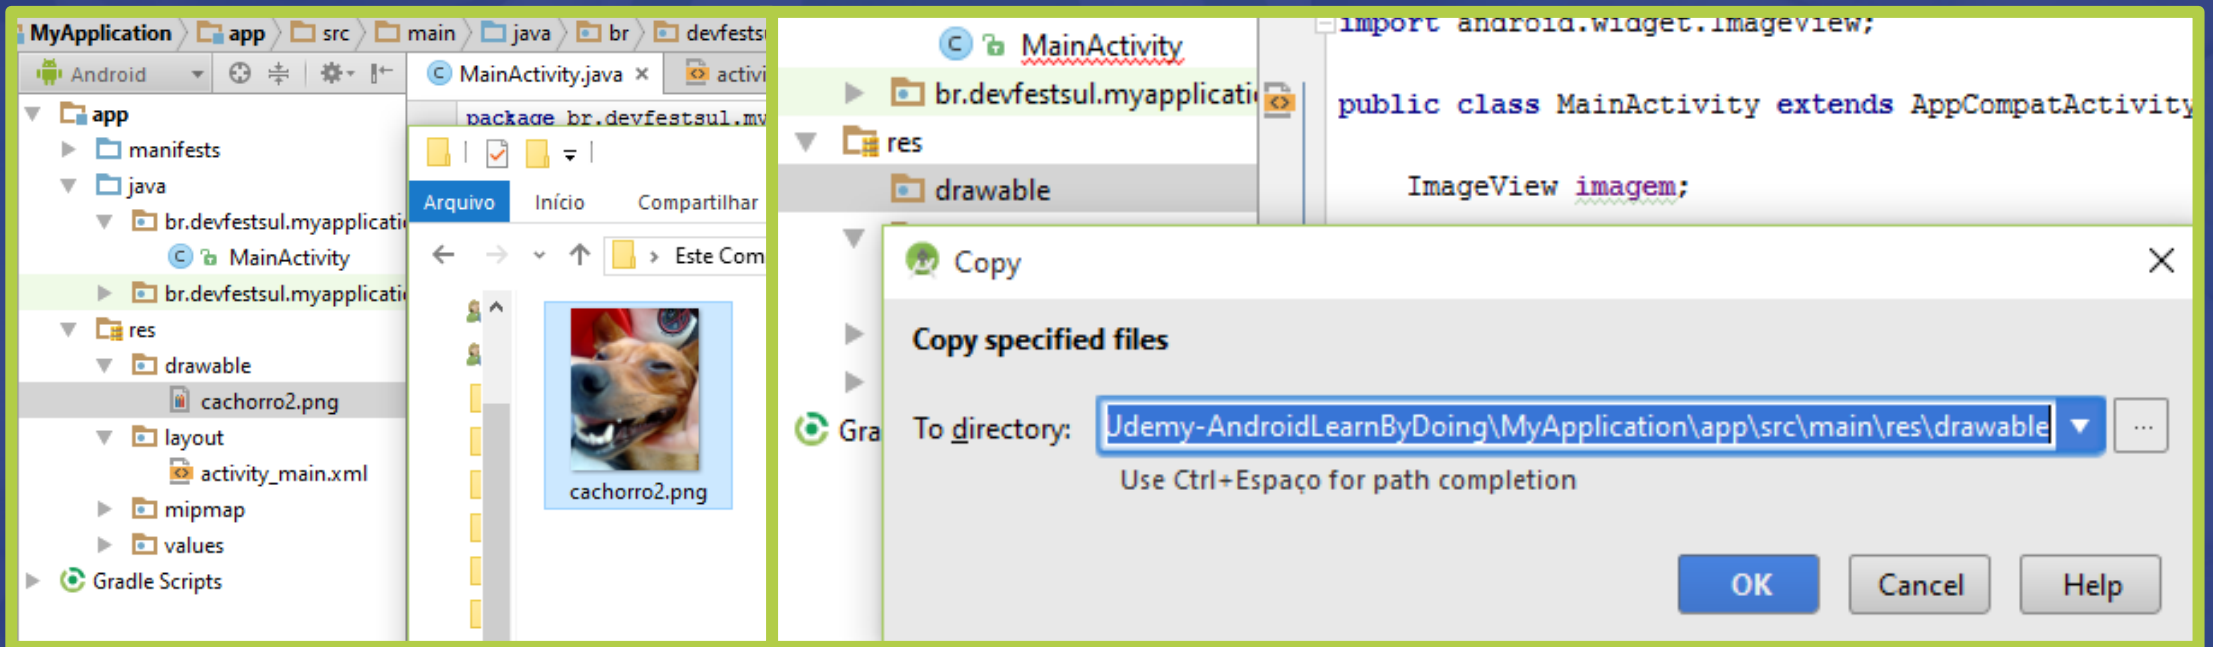 MyApplication app src main java br devfests
Android
MainActivity.java activi
app
manifests
java
br.devfestsul.myapplicati
MainActivity
br.devfestsul.myapplicati
res
drawable
cachorro2.png
layout
activity_main.xml
mipmap
values
Gradle Scripts
package br.devfestsul.my
Arquivo Início Compartilhar
Este Com
cachorro2.png
MainActivity
br.devfestsul.myapplicati
res
drawable
Gra
import android.widget.ImageView;
public class MainActivity extends AppCompatActivity
ImageView imagem;
Copy
Copy specified files
To directory: Udemy-AndroidLearnByDoing\MyApplication\app\src\main\res\drawable
Use Ctrl+Espaço for path completion
OK Cancel Help